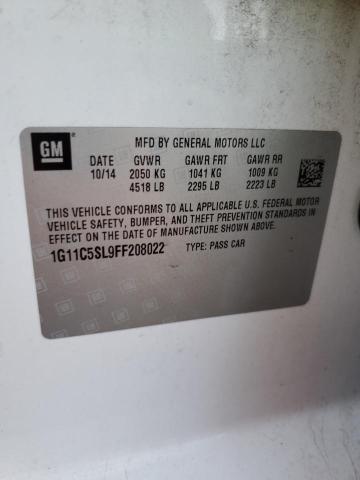 GM
MFD BY GENERAL MOTORS LLC
DATE GVWR GAWR FRT GAWR RR
10/14 2050 KG 1041 KG 1009 KG
4518 LB 2295 LB 2223 LB
THIS VEHICLE CONFORMS TO ALL APPLICABLE U.S. FEDERAL MOTOR
VEHICLE SAFETY, BUMPER, AND THEFT PREVENTION STANDARDS IN
EFFECT ON THE DATE OF MANUFACTURE SHOWN ABOVE.
1G11C5SL9FF208022 TYPE: PASS CAR